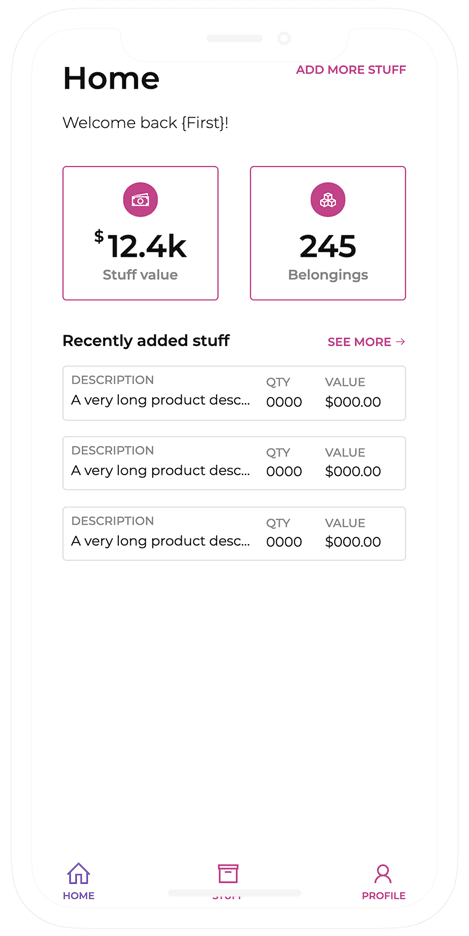 Home
ADD MORE STUFF
Welcome back {First}!
$12.4k
Stuff value
245
Belongings
Recently added stuff
SEE MORE →
DESCRIPTION QTY VALUE
A very long product desc... 0000 $000.00
DESCRIPTION QTY VALUE
A very long product desc... 0000 $000.00
DESCRIPTION QTY VALUE
A very long product desc... 0000 $000.00
HOME STUFF PROFILE